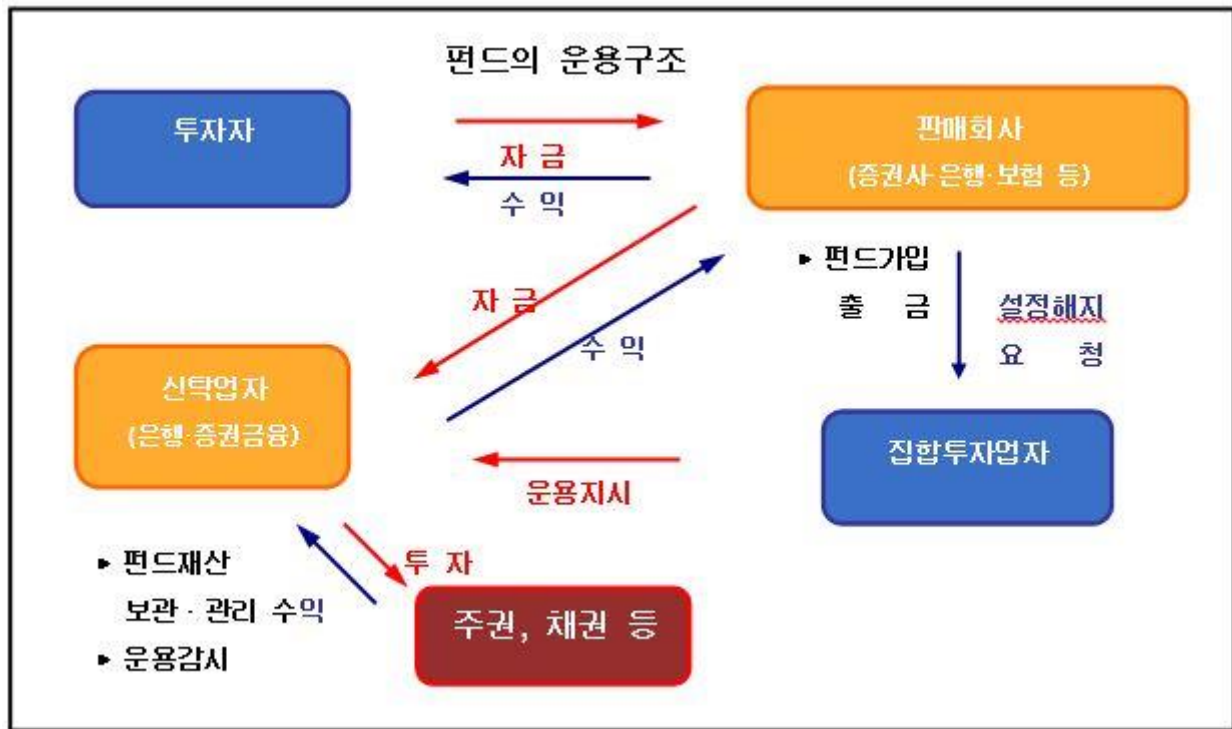 펀드의 운용구조
투자자
판매회사
(증권사·은행·보험 등)
자 금
수 익
▸ 펀드가입
출 금
설정해지
요 청
자 금
수 익
신탁업자
(은행·증권금융)
집합투자업자
운용지시
투 자
▸ 펀드재산
보관·관리 수익
▸ 운용감시
주권, 채권 등